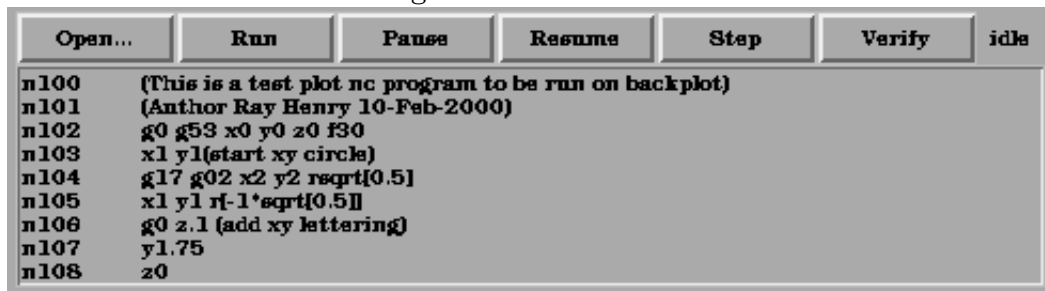 Open... Run Pause Resume Step Verify idle
n100 (This is a test plot nc program to be run on backplot)
n101 (Author Ray Henry 10-Feb-2000)
n102 g0 g53 x0 y0 z0 f30
n103 x1 y1(start xy circle)
n104 g17 g02 x2 y2 rsqrt[0.5]
n105 x1 y1 r[-1*sqrt[0.5]]
n106 g0 z.1 (add xy lettering)
n107 y1.75
n108 z0